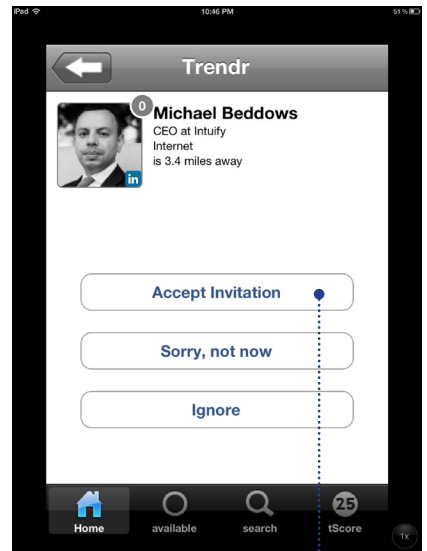 iPad 10:46 PM 51%
Trendr
0
Michael Beddows
CEO at Intuify
Internet
is 3.4 miles away
in
Accept Invitation
Sorry, not now
Ignore
25
Home available search tScore
1x